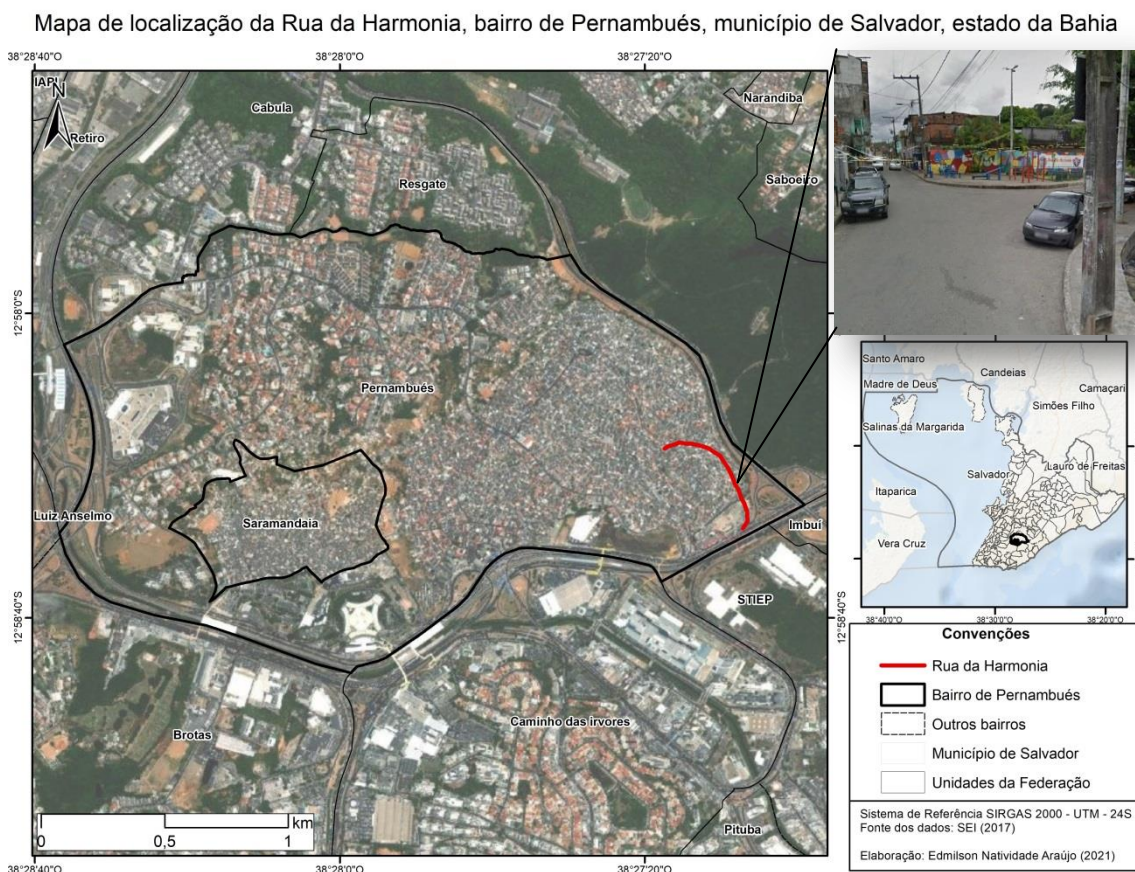 Mapa de localização da Rua da Harmonia, bairro de Pernambués, município de Salvador, estado da Bahia
38°28'40"O
38°28'0"O
38°27'20"O
IAPI
N
Retiro
Cabula
Narandiba
Resgate
Saboeiro
12°58'0"S
12°58'0"S
Pernambués
Saramandaia
Luiz Anselmo
Imbuí
STIEP
12°58'40"S
12°58'40"S
Caminho das írvores
Brotas
Pituba
km
0 0,5 1
38°28'40"O
38°28'0"O
38°27'20"O
Santo Amaro
Candeias
Madre de Deus
Camaçari
Simões Filho
Salinas da Margarida
Salvador
Lauro de Freitas
Itaparica
Vera Cruz
38°40'0"O
38°30'0"O
38°20'0"O
Convenções
Rua da Harmonia
Bairro de Pernambués
Outros bairros
Município de Salvador
Unidades da Federação
Sistema de Referência SIRGAS 2000 - UTM - 24S
Fonte dos dados: SEI (2017)
Elaboração: Edmilson Natividade Araújo (2021)